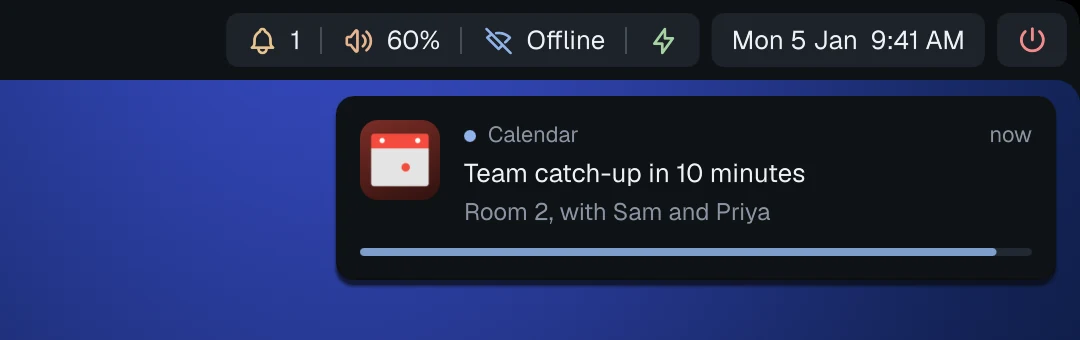 1 60% Offline Mon 5 Jan 9:41 AM
Calendar now
Team catch-up in 10 minutes
Room 2, with Sam and Priya